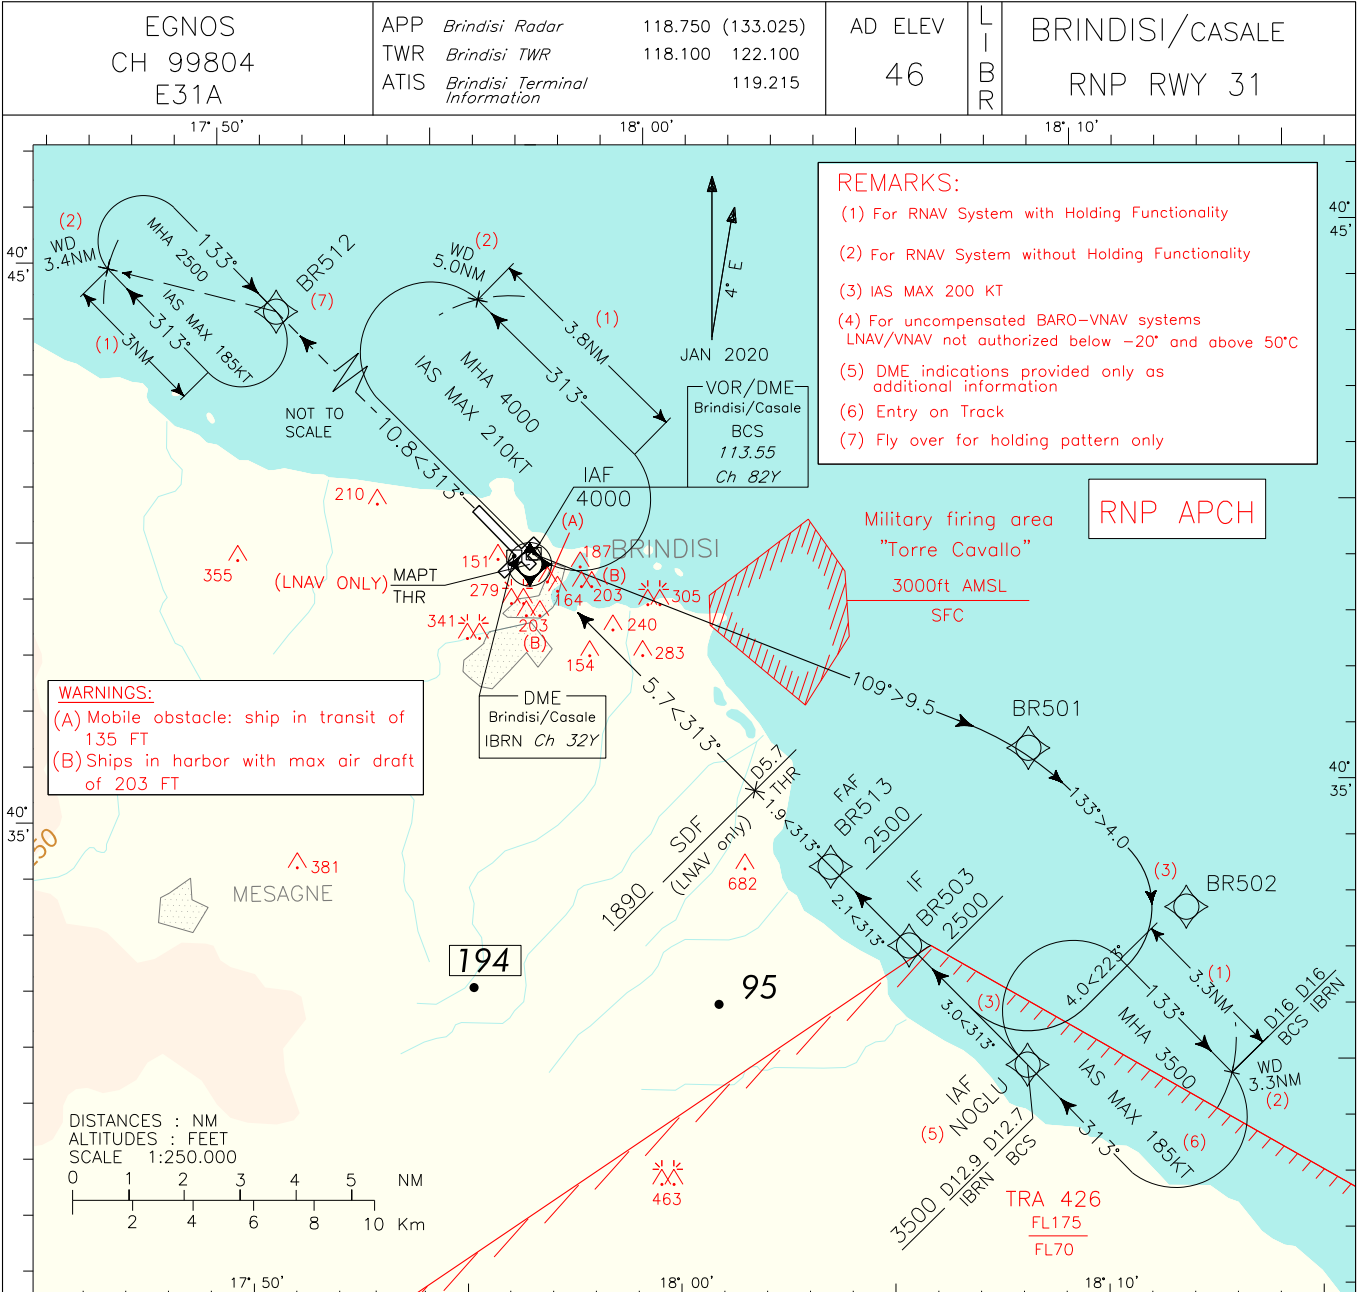 EGNOS
CH 99804
E31A
APP Brindisi Radar 118.750 (133.025)
TWR Brindisi TWR 118.100 122.100
ATIS Brindisi Terminal Information 119.215
AD ELEV
46
LIBR
BRINDISI/CASALE
RNP RWY 31
17°50'
18°00'
18°10'
40°
45'
40°
45'
REMARKS:
(1) For RNAV System with Holding Functionality
(2) For RNAV System without Holding Functionality
(3) IAS MAX 200 KT
(4) For uncompensated BARO-VNAV systems
LNAV/VNAV not authorized below -20° and above 50°C
(5) DME indications provided only as
additional information
(6) Entry on Track
(7) Fly over for holding pattern only
(2)
WD
3.4NM
133°
MHA 2500
IAS MAX 185KT
313°
3NM
(1)
BR512
(7)
WD
5.0NM
(2)
3.8NM
(1)
313°
MHA 4000
IAS MAX 210KT
4° E
JAN 2020
NOT TO
SCALE
10.8<313°
VOR/DME
Brindisi/Casale
BCS
113.55
Ch 82Y
IAF
4000
RNP APCH
Military firing area
"Torre Cavallo"
3000ft AMSL
SFC
BRINDISI
210
355
151
(A)
187
(B)
203
164
305
279
341
203
(B)
240
154
283
(LNAV ONLY)
MAPT
THR
DME
Brindisi/Casale
IBRN Ch 32Y
WARNINGS:
(A) Mobile obstacle: ship in transit of
135 FT
(B) Ships in harbor with max air draft
of 203 FT
5.7<313°
109°>9.5
BR501
133°>4.0
(3)
BR502
D5.7
THR
1.9<313°
FAF
BR513
2500
SDF
(LNAV only)
1890
682
IF
BR503
2500
2.1<313°
40°
35'
40°
35'
50
381
MESAGNE
194
95
4.0<223°
3.3NM
(1)
133°
MHA 3500
IAS MAX 185KT
313°
(6)
D16 D16
BCS IBRN
WD
3.3NM
(2)
(3)
3.0<313°
IAF
(5) NOGLU
3500 D12.9 D12.7
IBRN BCS
TRA 426
FL175
FL70
463
DISTANCES : NM
ALTITUDES : FEET
SCALE 1:250.000
0 1 2 3 4 5 NM
2 4 6 8 10 Km
17°50'
18°00'
18°10'